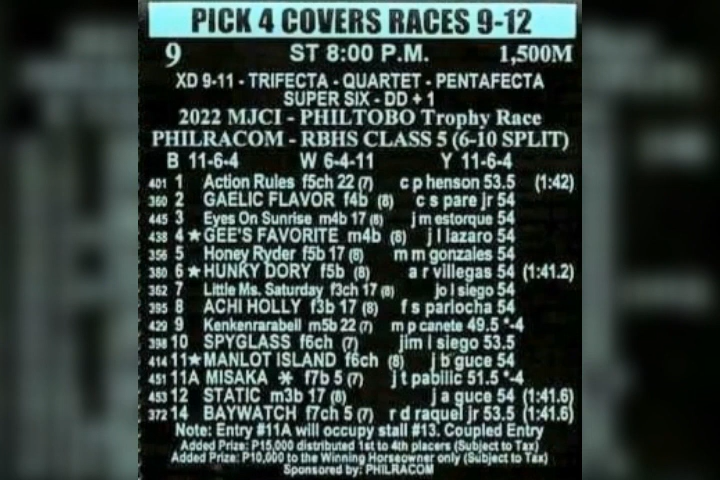 PICK 4 COVERS RACES 9-12
9 ST 8:00 P.M. 1,500M
XD 9-11 - TRIFECTA - QUARTET - PENTAFECTA
SUPER SIX - DD + 1
2022 MJCI - PHILTOBO Trophy Race
PHILRACOM - RBHS CLASS 5 (6-10 SPLIT)
B 11-6-4 W 6-4-11 Y 11-6-4
401 1 Action Rules f5ch 22 (7) c p henson 53.5 (1:42)
360 2 GAELIC FLAVOR f4b (8) c s pare jr 54
445 3 Eyes On Sunrise m4b 17 (8) j m estorque 54
438 4 ★GEE'S FAVORITE m4b (8) j l lazaro 54
356 5 Honey Ryder f5b 17 (8) m m gonzales 54
380 6 ★HUNKY DORY f5b (8) a r villegas 54 (1:41.2)
362 7 Little Ms. Saturday f3ch 17 (8) jo l siego 54
395 8 ACHI HOLLY f3b 17 (8) f s parlocha 54
429 9 Kenkenrarabell m5b 22 (7) m p canete 49.5 *-4
398 10 SPYGLASS f6ch (7) jim l siego 53.5
414 11★MANLOT ISLAND f6ch (8) j b guce 54
451 11A MISAKA * f7b 5 (7) j t pabilic 51.5 *-4
453 12 STATIC m3b 17 (8) j a guce 54 (1:41.6)
372 14 BAYWATCH f7ch 5 (7) r d raquel jr 53.5 (1:41.6)
Note: Entry #11A will occupy stall #13. Coupled Entry
Added Prize: P15,000 distributed 1st to 4th placers (Subject to Tax)
Added Prize: P10,000 to the Winning Horseowner only (Subject to Tax)
Sponsored by: PHILRACOM